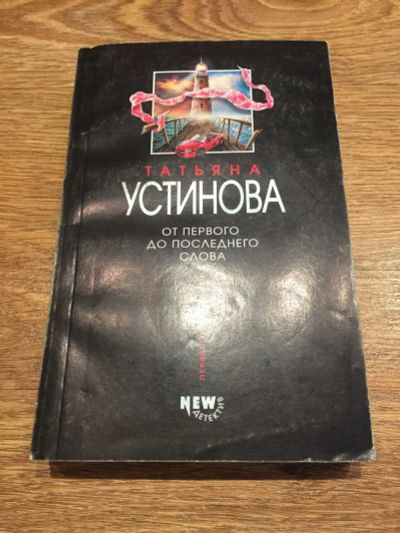 ТАТЬЯНА
УСТИНОВА
ОТ ПЕРВОГО
ДО ПОСЛЕДНЕГО
СЛОВА
NEW
ДЕТЕКТИВ